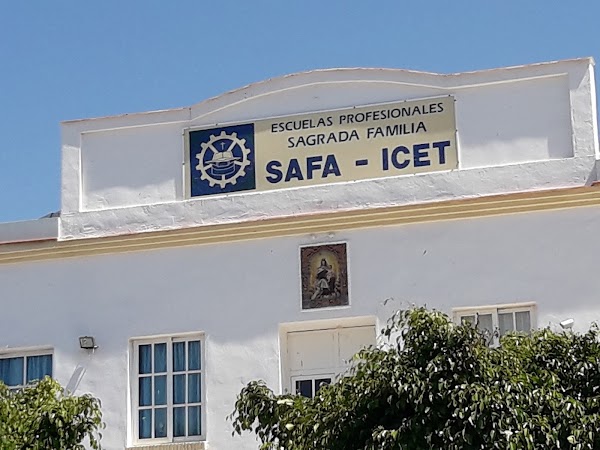 ESCUELAS PROFESIONALES
SAGRADA FAMILIA
SAFA - ICET